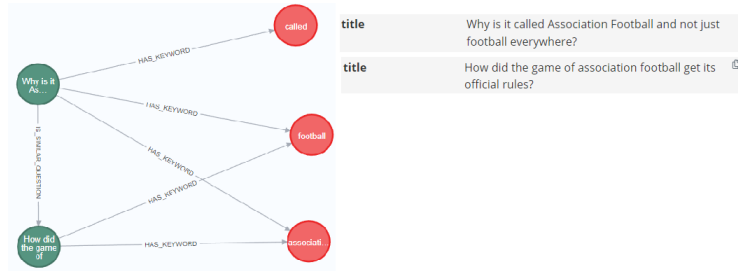 called
title
Why is it called Association Football and not just
football everywhere?
HAS_KEYWORD
title
How did the game of association football get its
official rules?
Why is it
As...
HAS_KEYWORD
football
IS_SIMILAR_QUESTION
HAS_KEYWORD
HAS_KEYWORD
How did
the game
of
HAS_KEYWORD
associati...